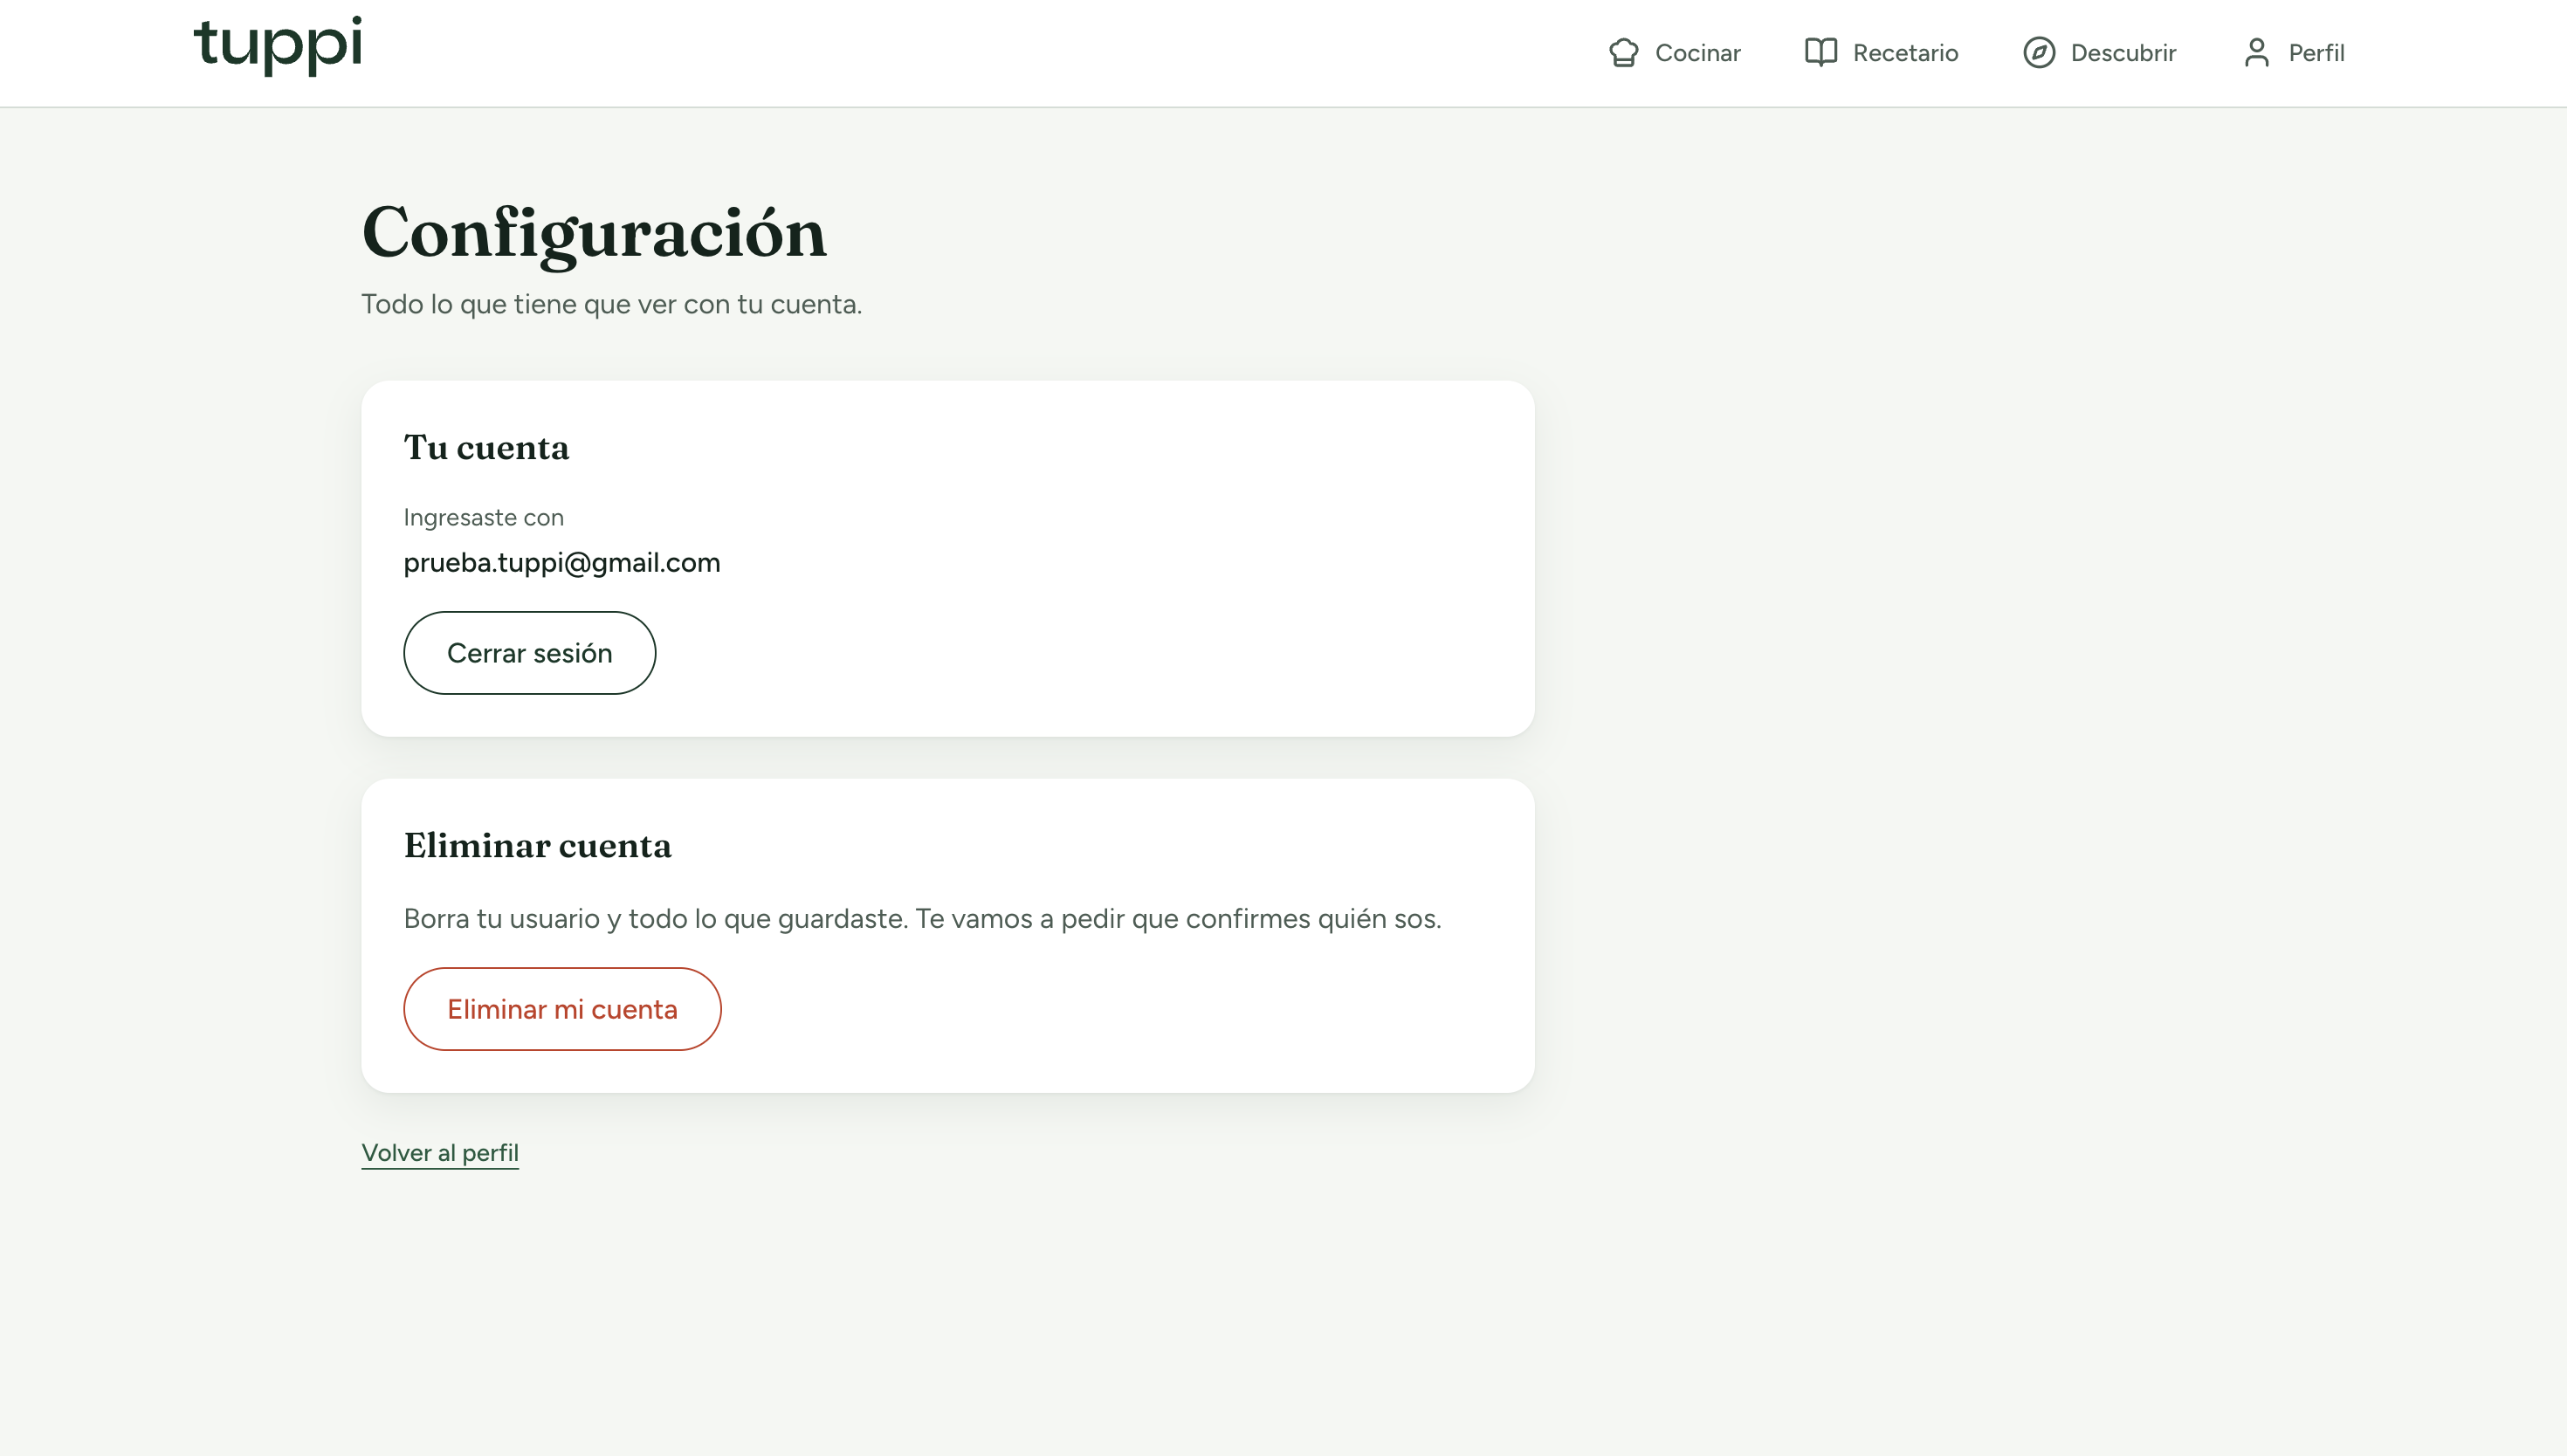 tuppi
Cocinar
Recetario
Descubrir
Perfil
Configuración
Todo lo que tiene que ver con tu cuenta.
Tu cuenta
Ingresaste con
prueba.tuppi@gmail.com
Cerrar sesión
Eliminar cuenta
Borra tu usuario y todo lo que guardaste. Te vamos a pedir que confirmes quién sos.
Eliminar mi cuenta
Volver al perfil